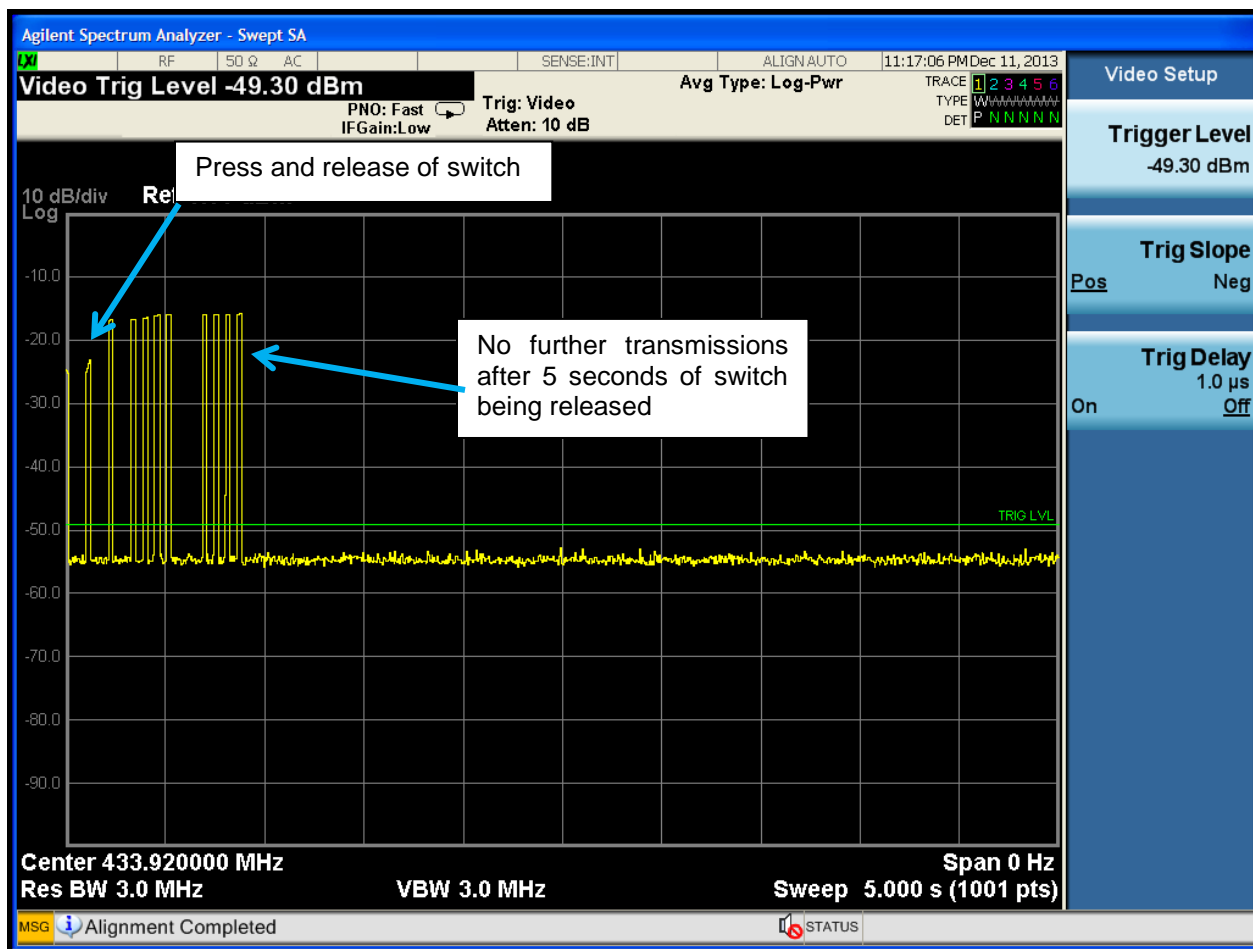 Agilent Spectrum Analyzer - Swept SA
LXI RF 50 Ω AC SENSE:INT ALIGN AUTO 11:17:06 PM Dec 11, 2013
Video Trig Level -49.30 dBm
PNO: Fast
IFGain:Low
Trig: Video
Atten: 10 dB
Avg Type: Log-Pwr
TRACE 1 2 3 4 5 6
TYPE
DET P N N N N N
Press and release of switch
10 dB/div
Log
-10.0
-20.0
-30.0
-40.0
-50.0
-60.0
-70.0
-80.0
-90.0
No further transmissions
after 5 seconds of switch
being released
TRIG LVL
Center 433.920000 MHz Span 0 Hz
Res BW 3.0 MHz VBW 3.0 MHz Sweep 5.000 s (1001 pts)
MSG Alignment Completed STATUS
Video Setup
Trigger Level
-49.30 dBm
Trig Slope
Pos Neg
Trig Delay
1.0 µs
On Off